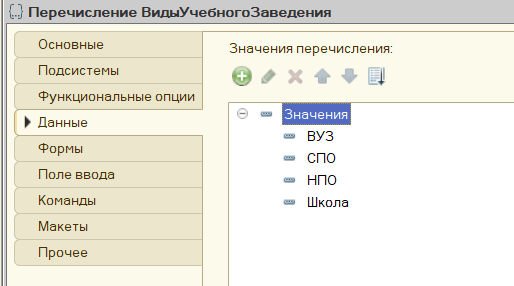 Перечисление ВидыУчебногоЗаведения
Основные
Подсистемы
Функциональные опции
Данные
Формы
Поле ввода
Команды
Макеты
Прочее
Значения перечисления:
Значения
ВУЗ
СПО
НПО
Школа